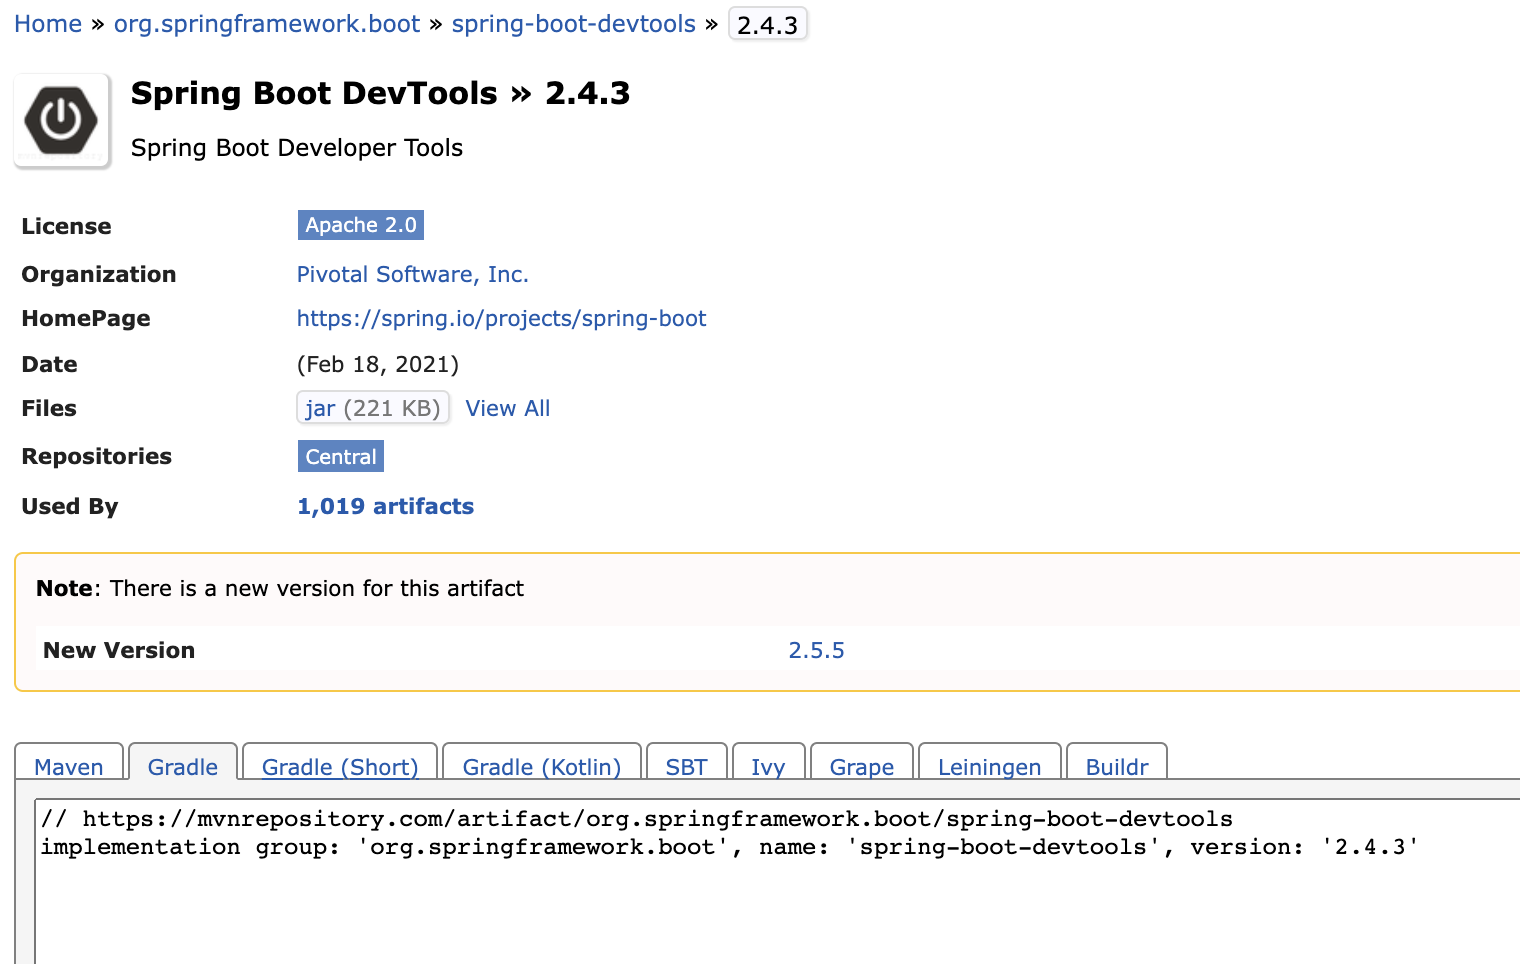 Home » org.springframework.boot » spring-boot-devtools » 2.4.3
Spring Boot DevTools » 2.4.3
Spring Boot Developer Tools
License Apache 2.0
Organization Pivotal Software, Inc.
HomePage https://spring.io/projects/spring-boot
Date (Feb 18, 2021)
Files jar (221 KB) View All
Repositories Central
Used By 1,019 artifacts
Note: There is a new version for this artifact
New Version 2.5.5
Maven Gradle Gradle (Short) Gradle (Kotlin) SBT Ivy Grape Leiningen Buildr
// https://mvnrepository.com/artifact/org.springframework.boot/spring-boot-devtools
implementation group: 'org.springframework.boot', name: 'spring-boot-devtools', version: '2.4.3'